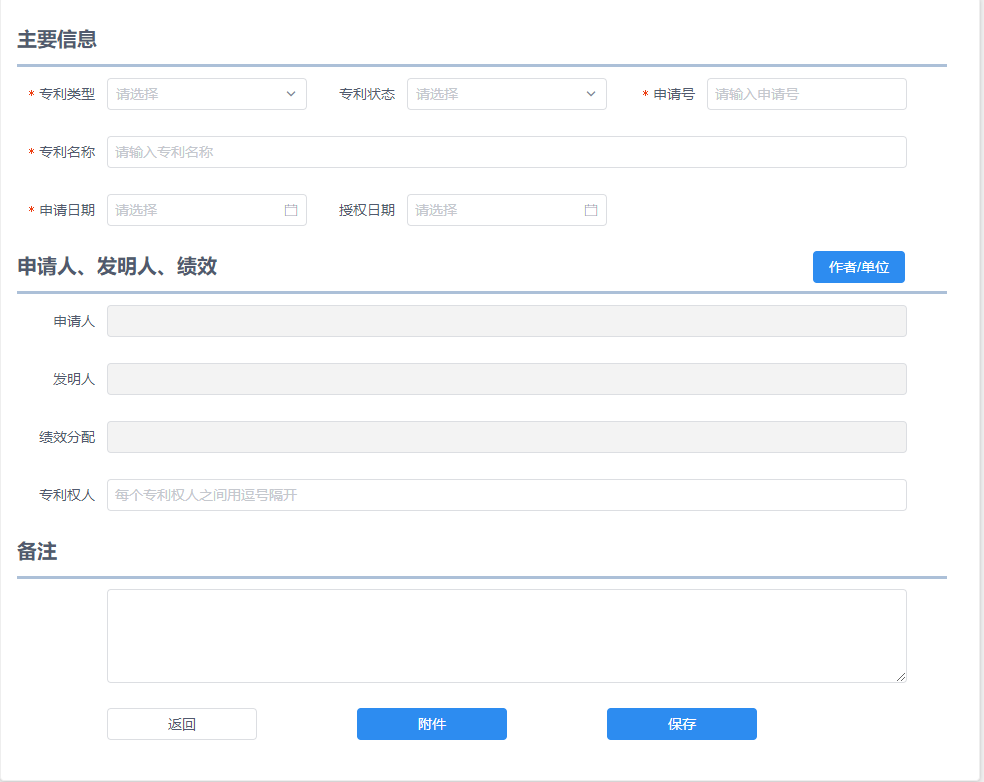 主要信息
* 专利类型 请选择 专利状态 请选择 * 申请号 请输入申请号
* 专利名称 请输入专利名称
* 申请日期 请选择 授权日期 请选择
申请人、发明人、绩效 作者/单位
申请人
发明人
绩效分配
专利权人 每个专利权人之间用逗号隔开
备注
返回 附件 保存